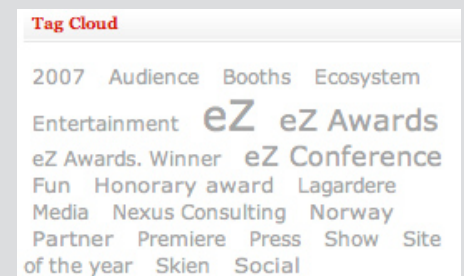 Tag Cloud
2007 Audience Booths Ecosystem
Entertainment eZ eZ Awards
eZ Awards. Winner eZ Conference
Fun Honorary award Lagardere
Media Nexus Consulting Norway
Partner Premiere Press Show Site
of the year Skien Social